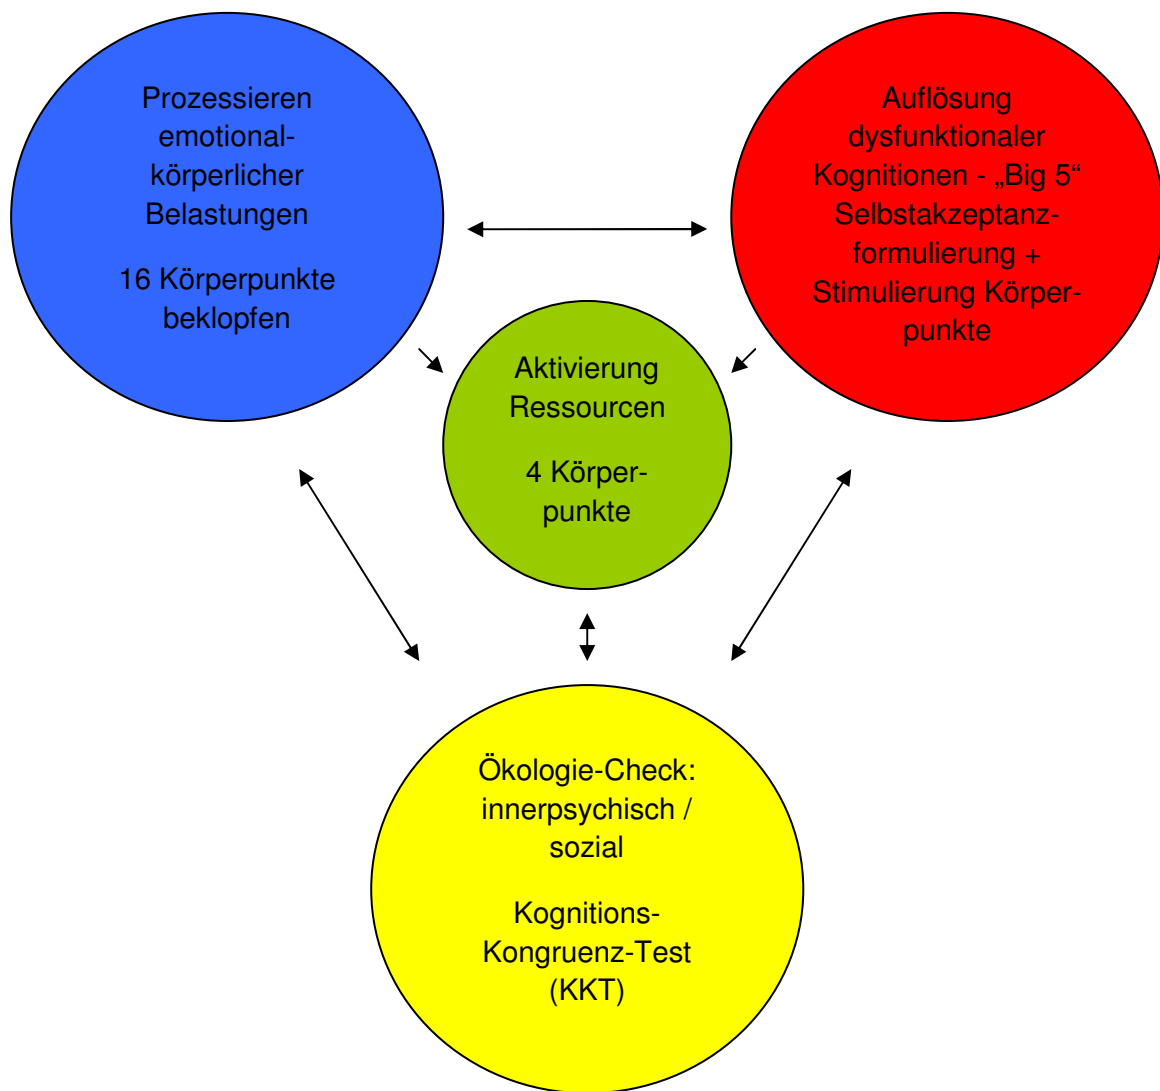 Prozessieren
emotional-
körperlicher
Belastungen
16 Körperpunkte
beklopfen
Auflösung
dysfunktionaler
Kognitionen - „Big 5“
Selbstakzeptanz-
formulierung +
Stimulierung Körper-
punkte
Aktivierung
Ressourcen
4 Körper-
punkte
Ökologie-Check:
innerpsychisch /
sozial
Kognitions-
Kongruenz-Test
(KKT)